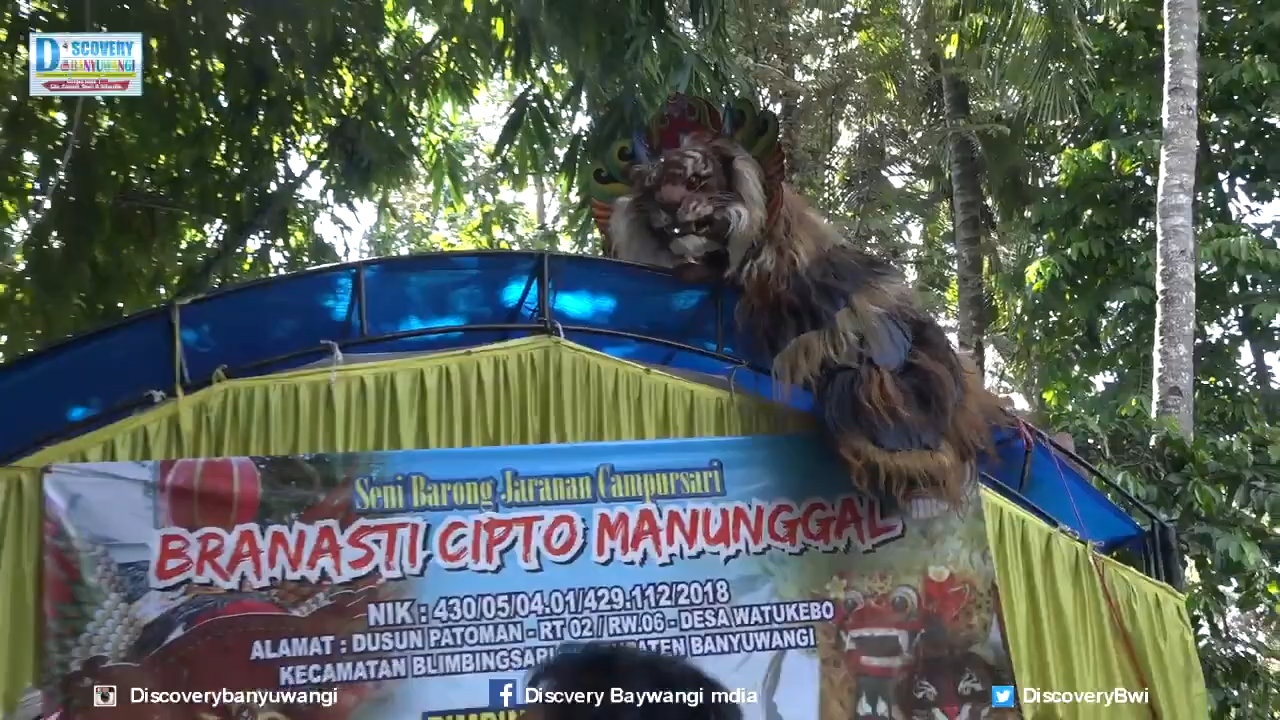 DISCOVERY
BANYUWANGI
Seni Barong Jaranan Campursari
BRANASTI CIPTO MANUNGGAL
NIK : 430/05/04.01/429.112/2018
ALAMAT : DUSUN PATOMAN - RT 02 / RW.06 - DESA WATUKEBO
KECAMATAN BLIMBINGSARI BANYUWANGI
Discoverybanyuwangi
Discvery Baywangi mdia
DiscoveryBwi